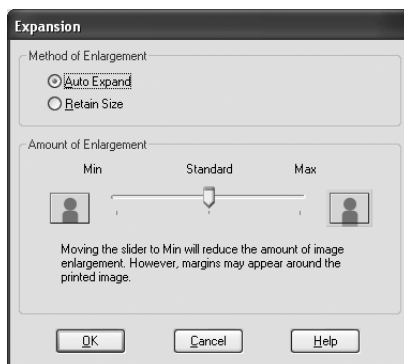 Expansion
Method of Enlargement
Auto Expand
Retain Size
Amount of Enlargement
Min Standard Max
Moving the slider to Min will reduce the amount of image
enlargement. However, margins may appear around the
printed image.
OK Cancel Help